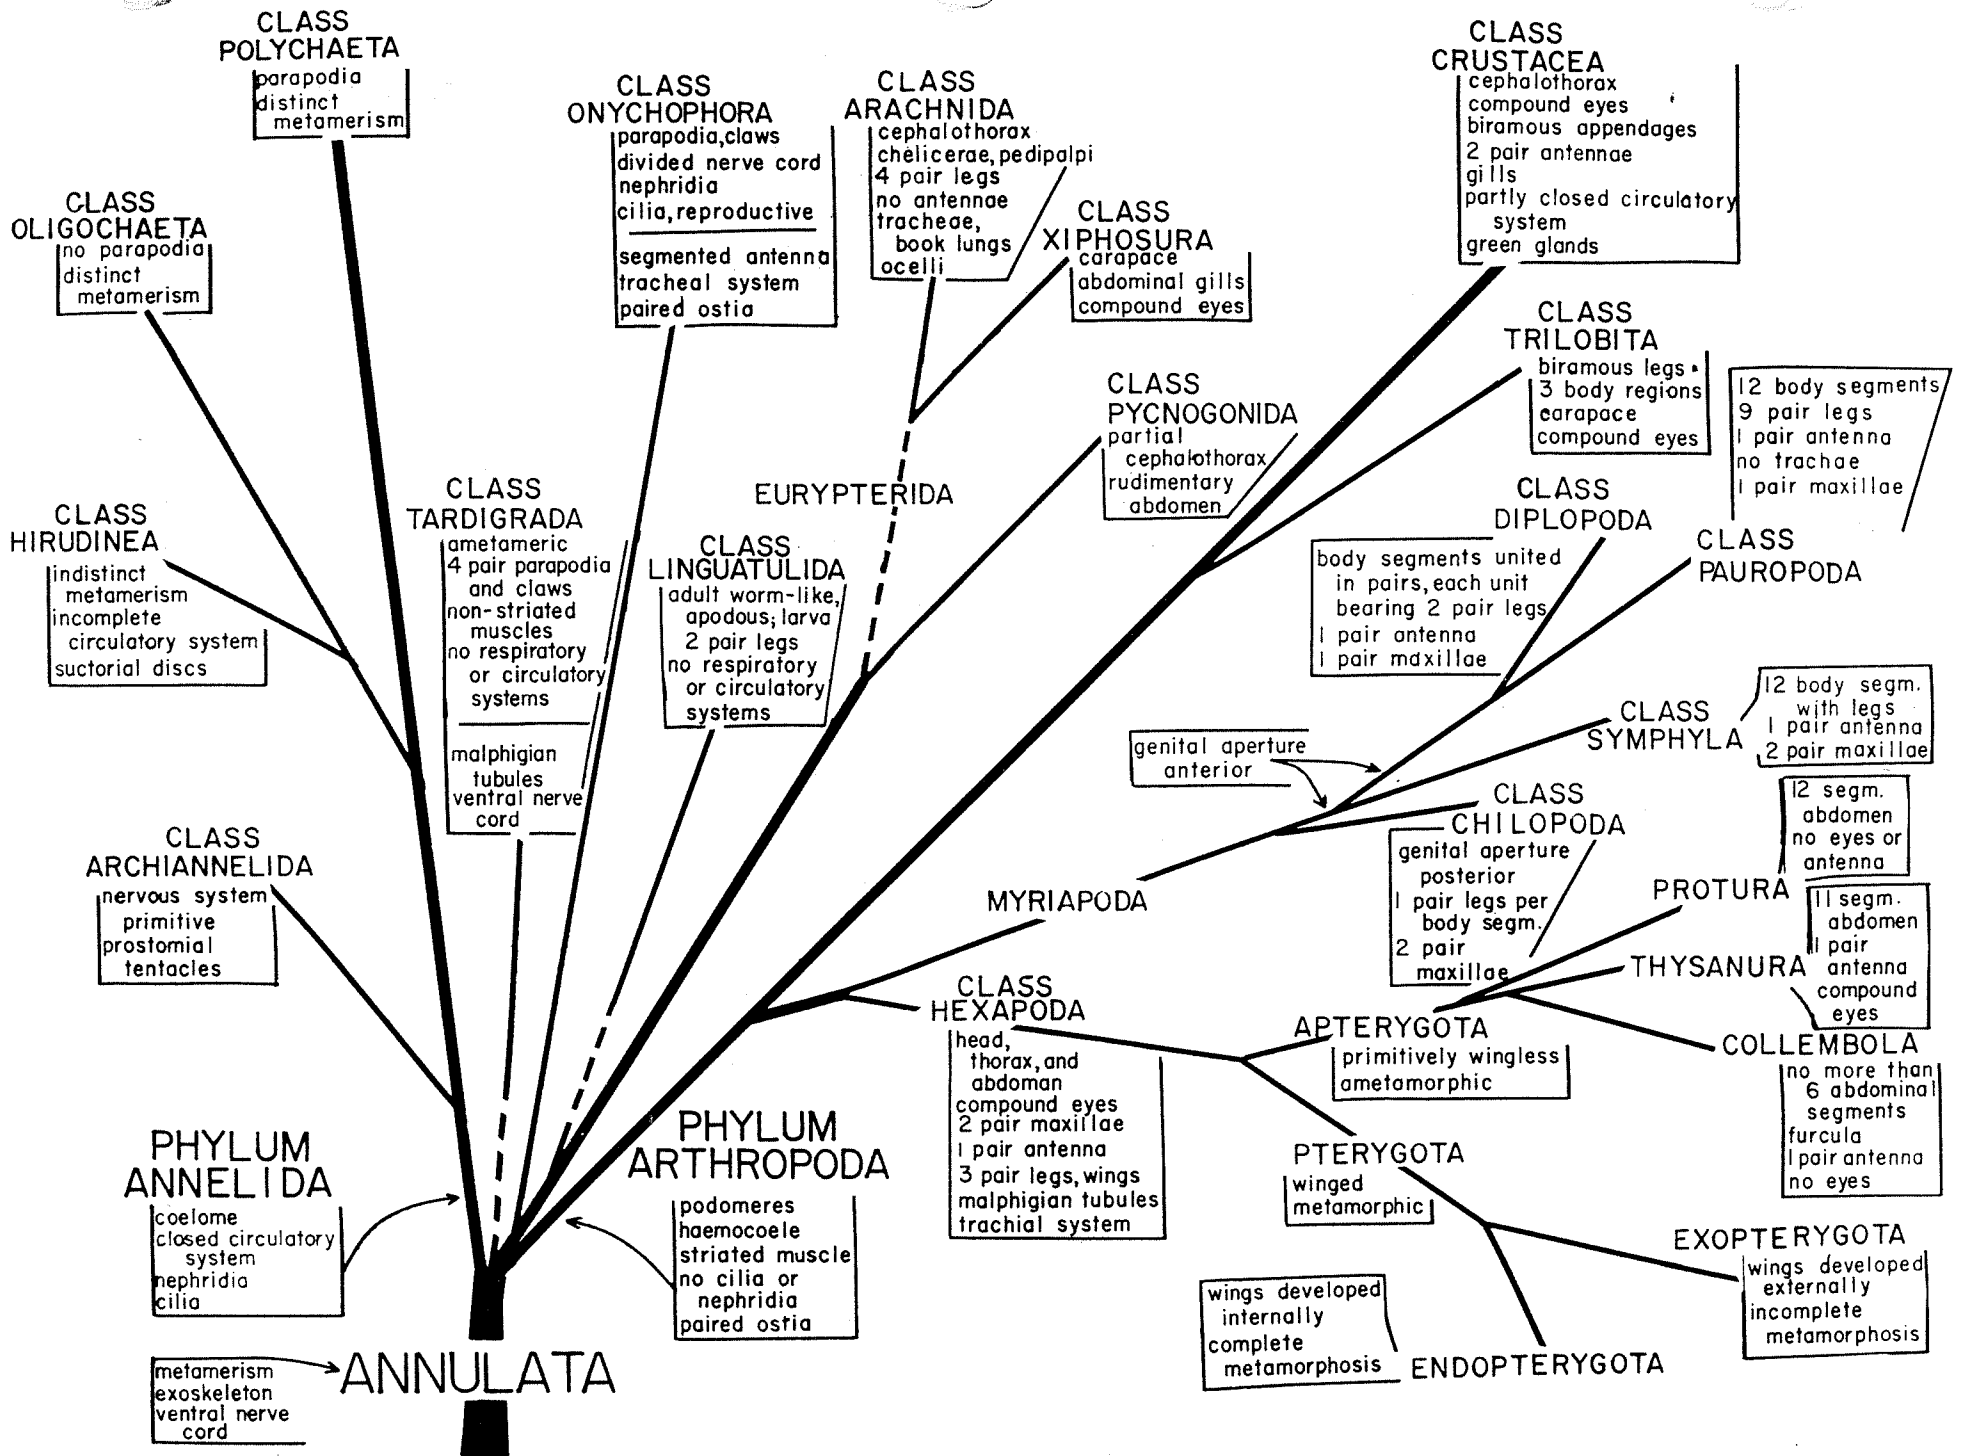 CLASS
POLYCHAETA
parapodia
distinct
metamerism
CLASS
OLIGOCHAETA
no parapodia
distinct
metamerism
CLASS
HIRUDINEA
indistinct
metamerism
incomplete
circulatory system
suctorial discs
CLASS
ARCHIANNELIDA
nervous system
primitive
prostomial
tentacles
PHYLUM
ANNELIDA
coelome
closed circulatory
system
nephridia
cilia
metamerism
exoskeleton
ventral nerve
cord
ANNULATA
CLASS
TARDIGRADA
ametameric
4 pair parapodia
and claws
non-striated
muscles
no respiratory
or circulatory
systems
malphigian
tubules
ventral nerve
cord
CLASS
ONYCHOPHORA
parapodia, claws
divided nerve cord
nephridia
cilia, reproductive
segmented antenna
tracheal system
paired ostia
CLASS
LINGUATULIDA
adult worm-like,
apodous; larva
2 pair legs
no respiratory
or circulatory
systems
CLASS
ARACHNIDA
cephalothorax
chelicerae, pedipalpi
4 pair legs
no antennae
tracheae,
book lungs
ocelli
CLASS
XIPHOSURA
carapace
abdominal gills
compound eyes
EURYPTERIDA
CLASS
PYCNOGONIDA
partial
cephalothorax
rudimentary
abdomen
PHYLUM
ARTHROPODA
podomeres
haemocoele
striated muscle
no cilia or
nephridia
paired ostia
CLASS
CRUSTACEA
cephalothorax
compound eyes
biramous appendages
2 pair antennae
gills
partly closed circulatory
system
green glands
CLASS
TRILOBITA
biramous legs
3 body regions
carapace
compound eyes
12 body segments
9 pair legs
1 pair antenna
no trachae
1 pair maxillae
CLASS
PAUROPODA
CLASS
DIPLOPODA
body segments united
in pairs, each unit
bearing 2 pair legs
1 pair antenna
1 pair maxillae
genital aperture
anterior
CLASS
SYMPHYLA
12 body segm.
with legs
1 pair antenna
2 pair maxillae
CLASS
CHILOPODA
genital aperture
posterior
1 pair legs per
body segm.
2 pair
maxillae
MYRIAPODA
CLASS
HEXAPODA
head,
thorax, and
abdoman
compound eyes
2 pair maxillae
1 pair antenna
3 pair legs, wings
malphigian tubules
trachial system
APTERYGOTA
primitively wingless
ametamorphic
PROTURA
12 segm.
abdomen
no eyes or
antenna
THYSANURA
11 segm.
abdomen
1 pair
antenna
compound
eyes
COLLEMBOLA
no more than
6 abdominal
segments
furcula
1 pair antenna
no eyes
PTERYGOTA
winged
metamorphic
EXOPTERYGOTA
wings developed
externally
incomplete
metamorphosis
wings developed
internally
complete
metamorphosis
ENDOPTERYGOTA